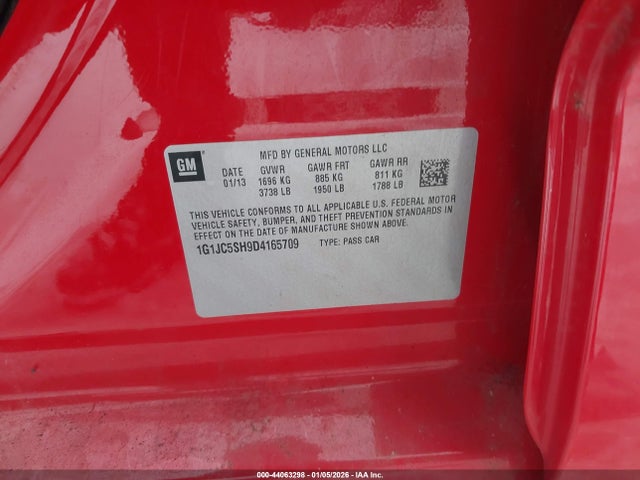 GM
MFD BY GENERAL MOTORS LLC
DATE GVWR GAWR FRT GAWR RR
01/13 1696 KG 885 KG 811 KG
3738 LB 1950 LB 1788 LB
THIS VEHICLE CONFORMS TO ALL APPLICABLE U.S. FEDERAL MOTOR
VEHICLE SAFETY, BUMPER, AND THEFT PREVENTION STANDARDS
IN EFFECT ON THE DATE OF MANUFACTURE SHOWN ABOVE.
1G1JC5SH9D4165709 TYPE: PASS CAR
000-44063298 - 01/05/2026 - IAA Inc.